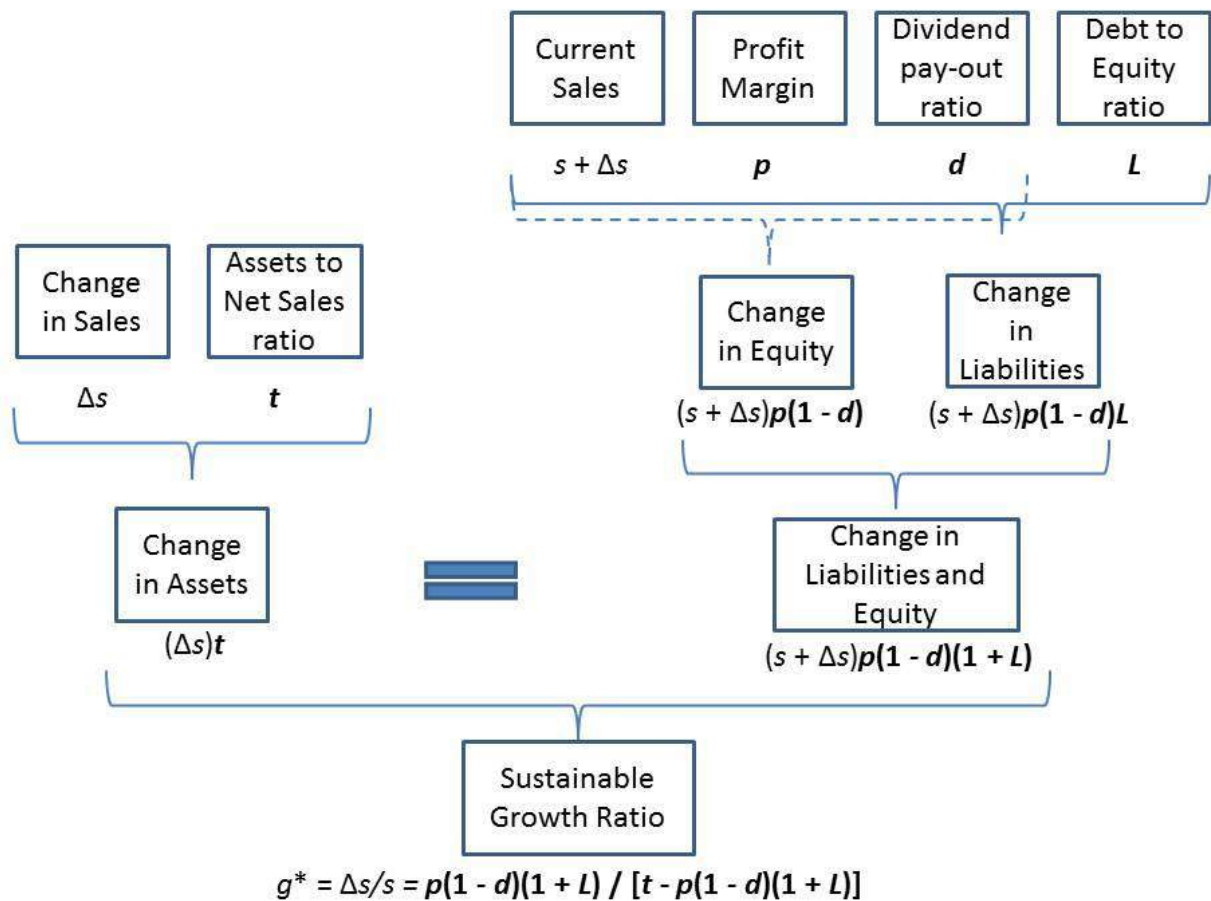 Current
Sales
Profit
Margin
Dividend
pay-out
ratio
Debt to
Equity
ratio
s + Δs
p
d
L
Change
in Sales
Assets to
Net Sales
ratio
Δs
t
Change
in Equity
Change
in
Liabilities
(s + Δs)p(1 - d)
(s + Δs)p(1 - d)L
Change
in Assets
(Δs)t
Change in
Liabilities and
Equity
(s + Δs)p(1 - d)(1 + L)
Sustainable
Growth Ratio
g* = Δs/s = p(1 - d)(1 + L) / [t - p(1 - d)(1 + L)]